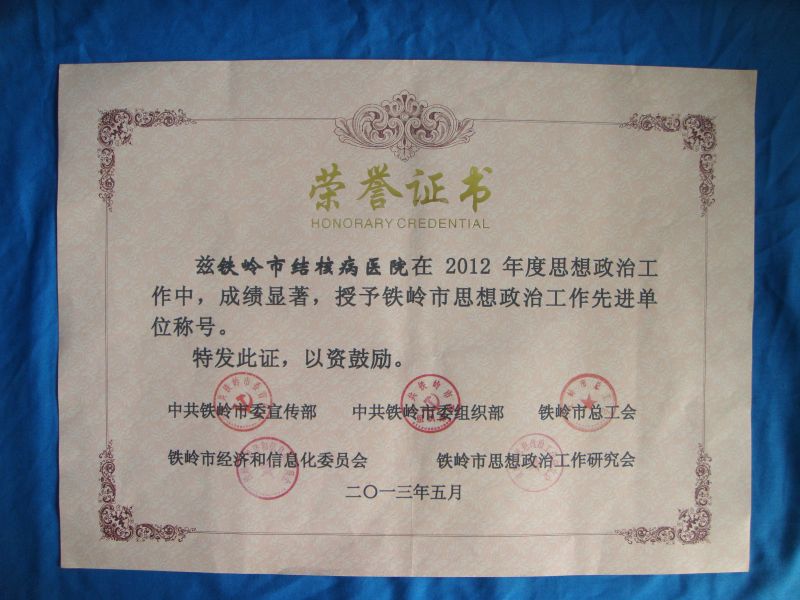 荣誉证书
HONORARY CREDENTIAL
兹铁岭市结核病医院在 2012 年度思想政治工
作中，成绩显著，授予铁岭市思想政治工作先进单
位称号。
特发此证，以资鼓励。
中共铁岭市委宣传部 中共铁岭市委组织部 铁岭市总工会
铁岭市经济和信息化委员会 铁岭市思想政治工作研究会
二〇一三年五月